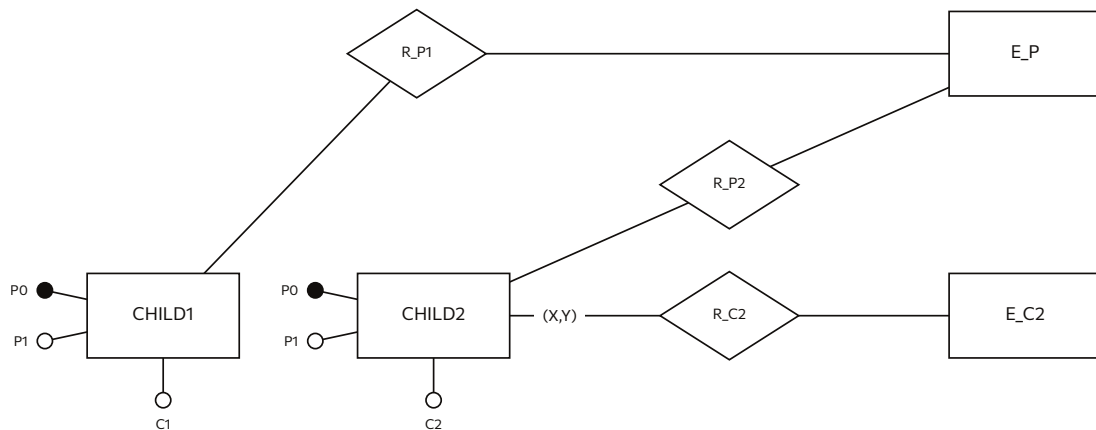 R_P1
E_P
R_P2
P0
P1
CHILD1
C1
P0
P1
CHILD2
C2
(X,Y)
R_C2
E_C2